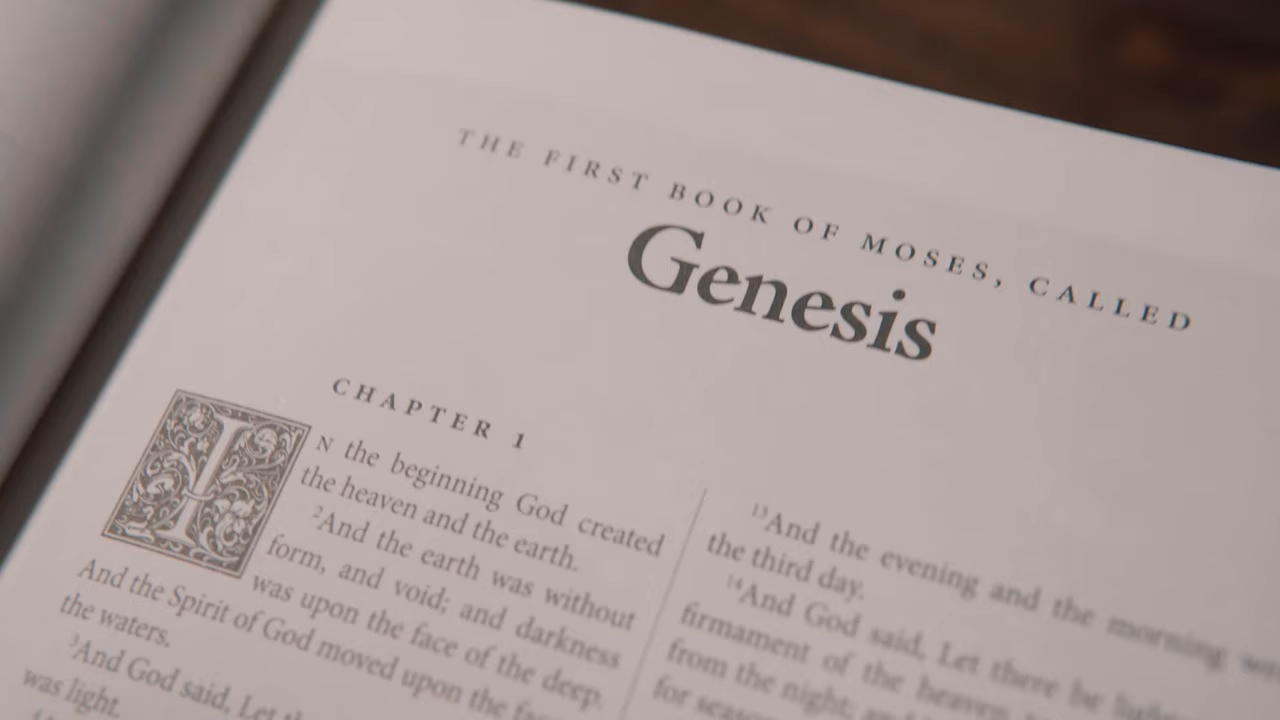 THE FIRST BOOK OF MOSES, CALLED
Genesis
CHAPTER 1
IN the beginning God created
the heaven and the earth.
2And the earth was without
form, and void; and darkness
was upon the face of the deep.
And the Spirit of God moved upon the
the waters.
3And God said, Let
was light.
13And the evening and the morning
the third day.
14And God said, Let there be
firmament of the heaven
from the night; and
for